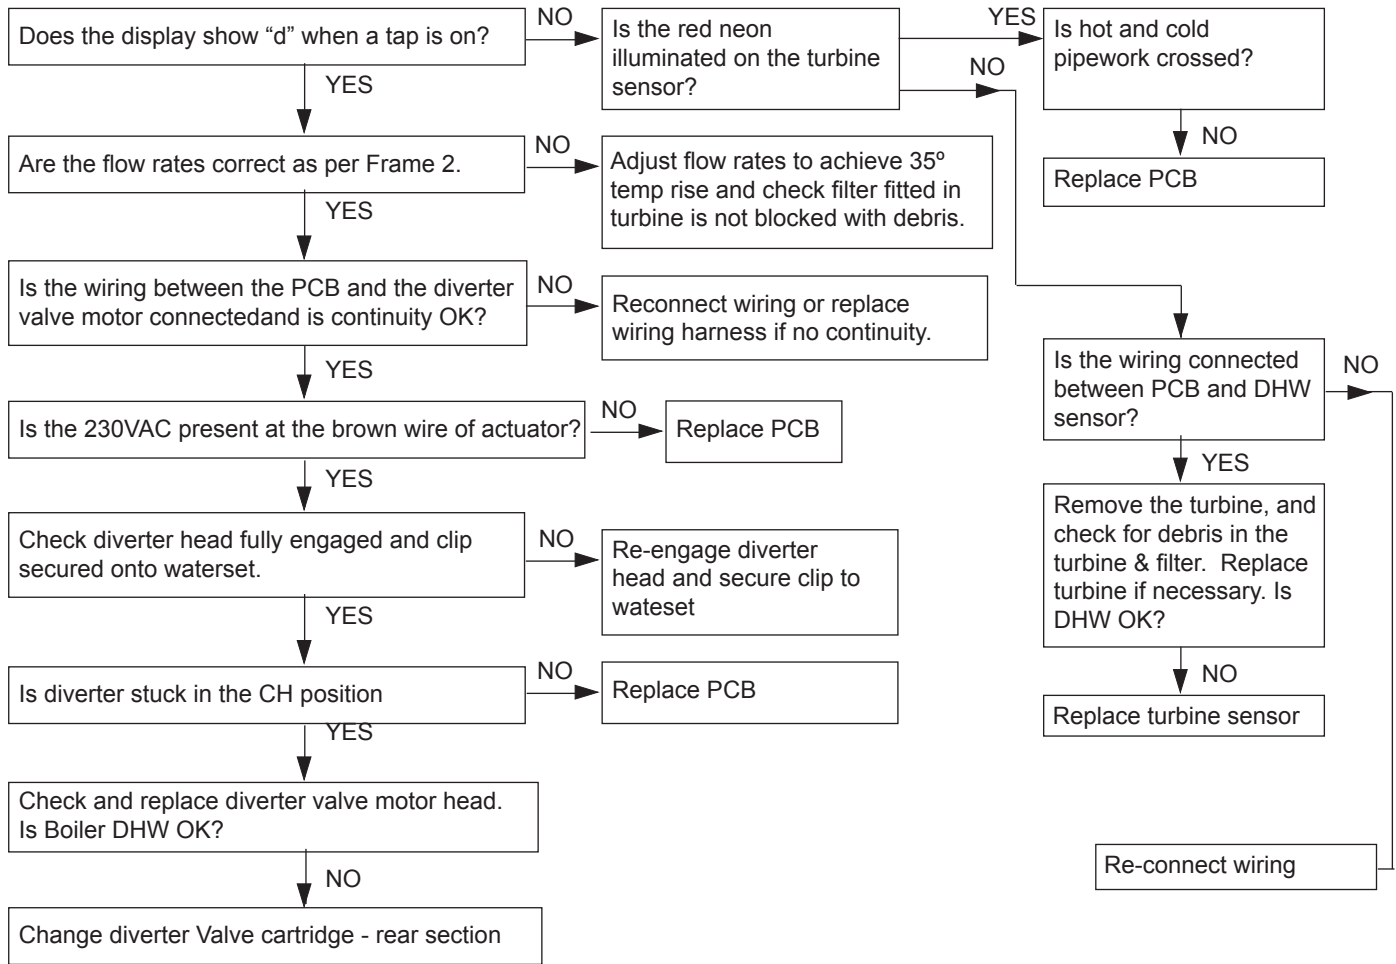 Does the display show “d” when a tap is on?
NO
Is the red neon
illuminated on the turbine
sensor?
YES
Is hot and cold
pipework crossed?
NO
YES
NO
Replace PCB
Are the flow rates correct as per Frame 2.
NO
Adjust flow rates to achieve 35º
temp rise and check filter fitted in
turbine is not blocked with debris.
YES
Is the wiring between the PCB and the diverter
valve motor connectedand is continuity OK?
NO
Reconnect wiring or replace
wiring harness if no continuity.
YES
Is the wiring connected
between PCB and DHW
sensor?
NO
Is the 230VAC present at the brown wire of actuator?
NO
Replace PCB
YES
YES
Remove the turbine, and
check for debris in the
turbine & filter.  Replace
turbine if necessary. Is
DHW OK?
Check diverter head fully engaged and clip
secured onto waterset.
NO
Re-engage diverter
head and secure clip to
wateset
YES
Is diverter stuck in the CH position
NO
Replace PCB
NO
Replace turbine sensor
YES
Check and replace diverter valve motor head.
Is Boiler DHW OK?
Re-connect wiring
NO
Change diverter Valve cartridge - rear section